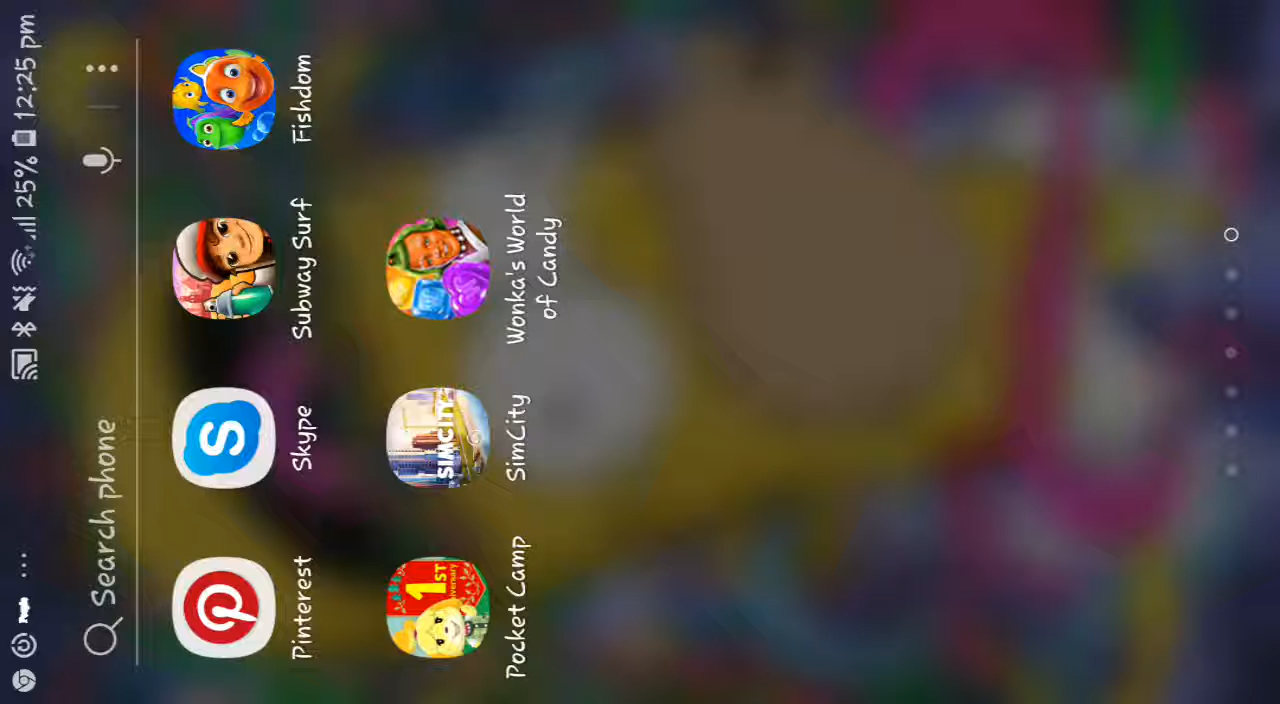 25% 12:25 pm
Search phone
Pinterest
Skype
Subway Surf
Fishdom
1ST
SIMCITY
Pocket Camp
SimCity
Wonka's World
of Candy